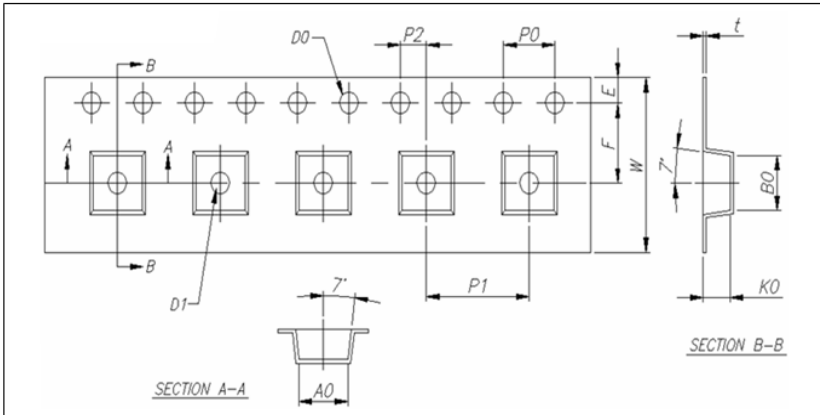 D0
P2
P0
t
B
E
A
A
F
W
7°
B0
B
D1
7°
P1
K0
A0
SECTION A-A
SECTION B-B